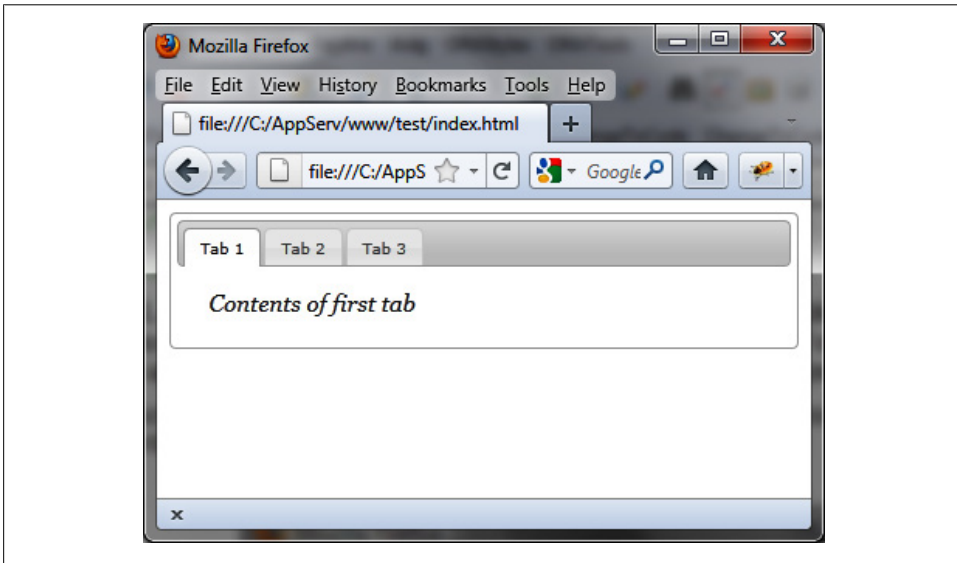 Mozilla Firefox
File Edit View History Bookmarks Tools Help
file:///C:/AppServ/www/test/index.html
file:///C:/AppS Google
Tab 1 Tab 2 Tab 3
Contents of first tab
x